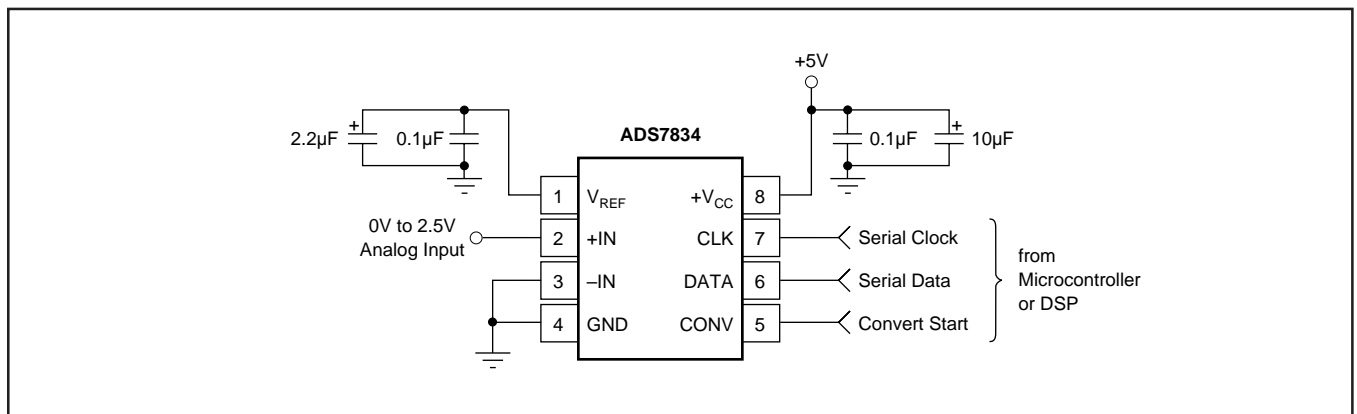 +5V
2.2µF
+
0.1µF
ADS7834
0.1µF
+
10µF
1
VREF
+VCC
8
0V to 2.5V
Analog Input
2
+IN
CLK
7
Serial Clock
3
–IN
DATA
6
Serial Data
4
GND
CONV
5
Convert Start
from
Microcontroller
or DSP